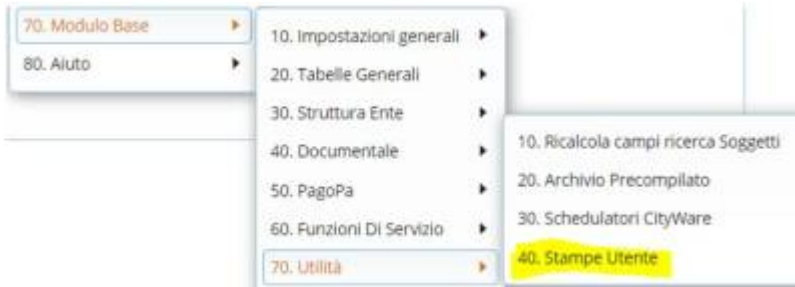 70. Modulo Base
80. Aiuto
10. Impostazioni generali
20. Tabelle Generali
30. Struttura Ente
40. Documentale
50. PagoPa
60. Funzioni Di Servizio
70. Utilità
10. Ricalcola campi ricerca Soggetti
20. Archivio Precompilato
30. Schedulatori CityWare
40. Stampe Utente